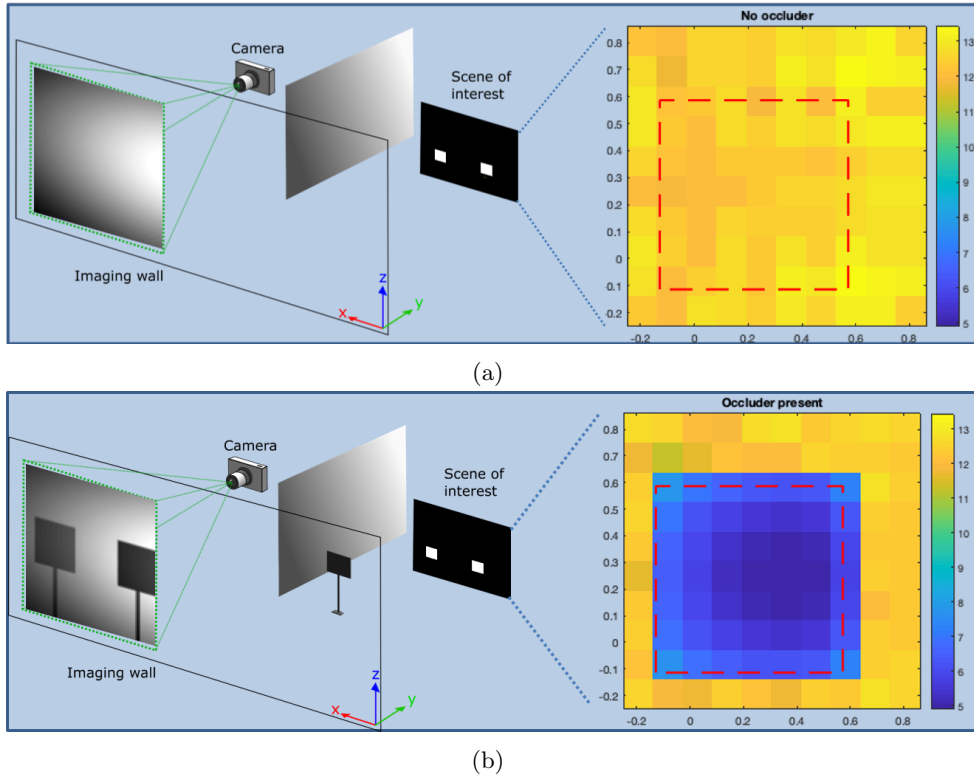 No occluder
Camera
Scene of
interest
Imaging wall
x
z
y
0.8
0.7
0.6
0.5
0.4
0.3
0.2
0.1
0
-0.1
-0.2
-0.2 0 0.2 0.4 0.6 0.8
13
12
11
10
9
8
7
6
5
(a)
Occluder present
Camera
Scene of
interest
Imaging wall
x
z
y
0.8
0.7
0.6
0.5
0.4
0.3
0.2
0.1
0
-0.1
-0.2
-0.2 0 0.2 0.4 0.6 0.8
13
12
11
10
9
8
7
6
5
(b)